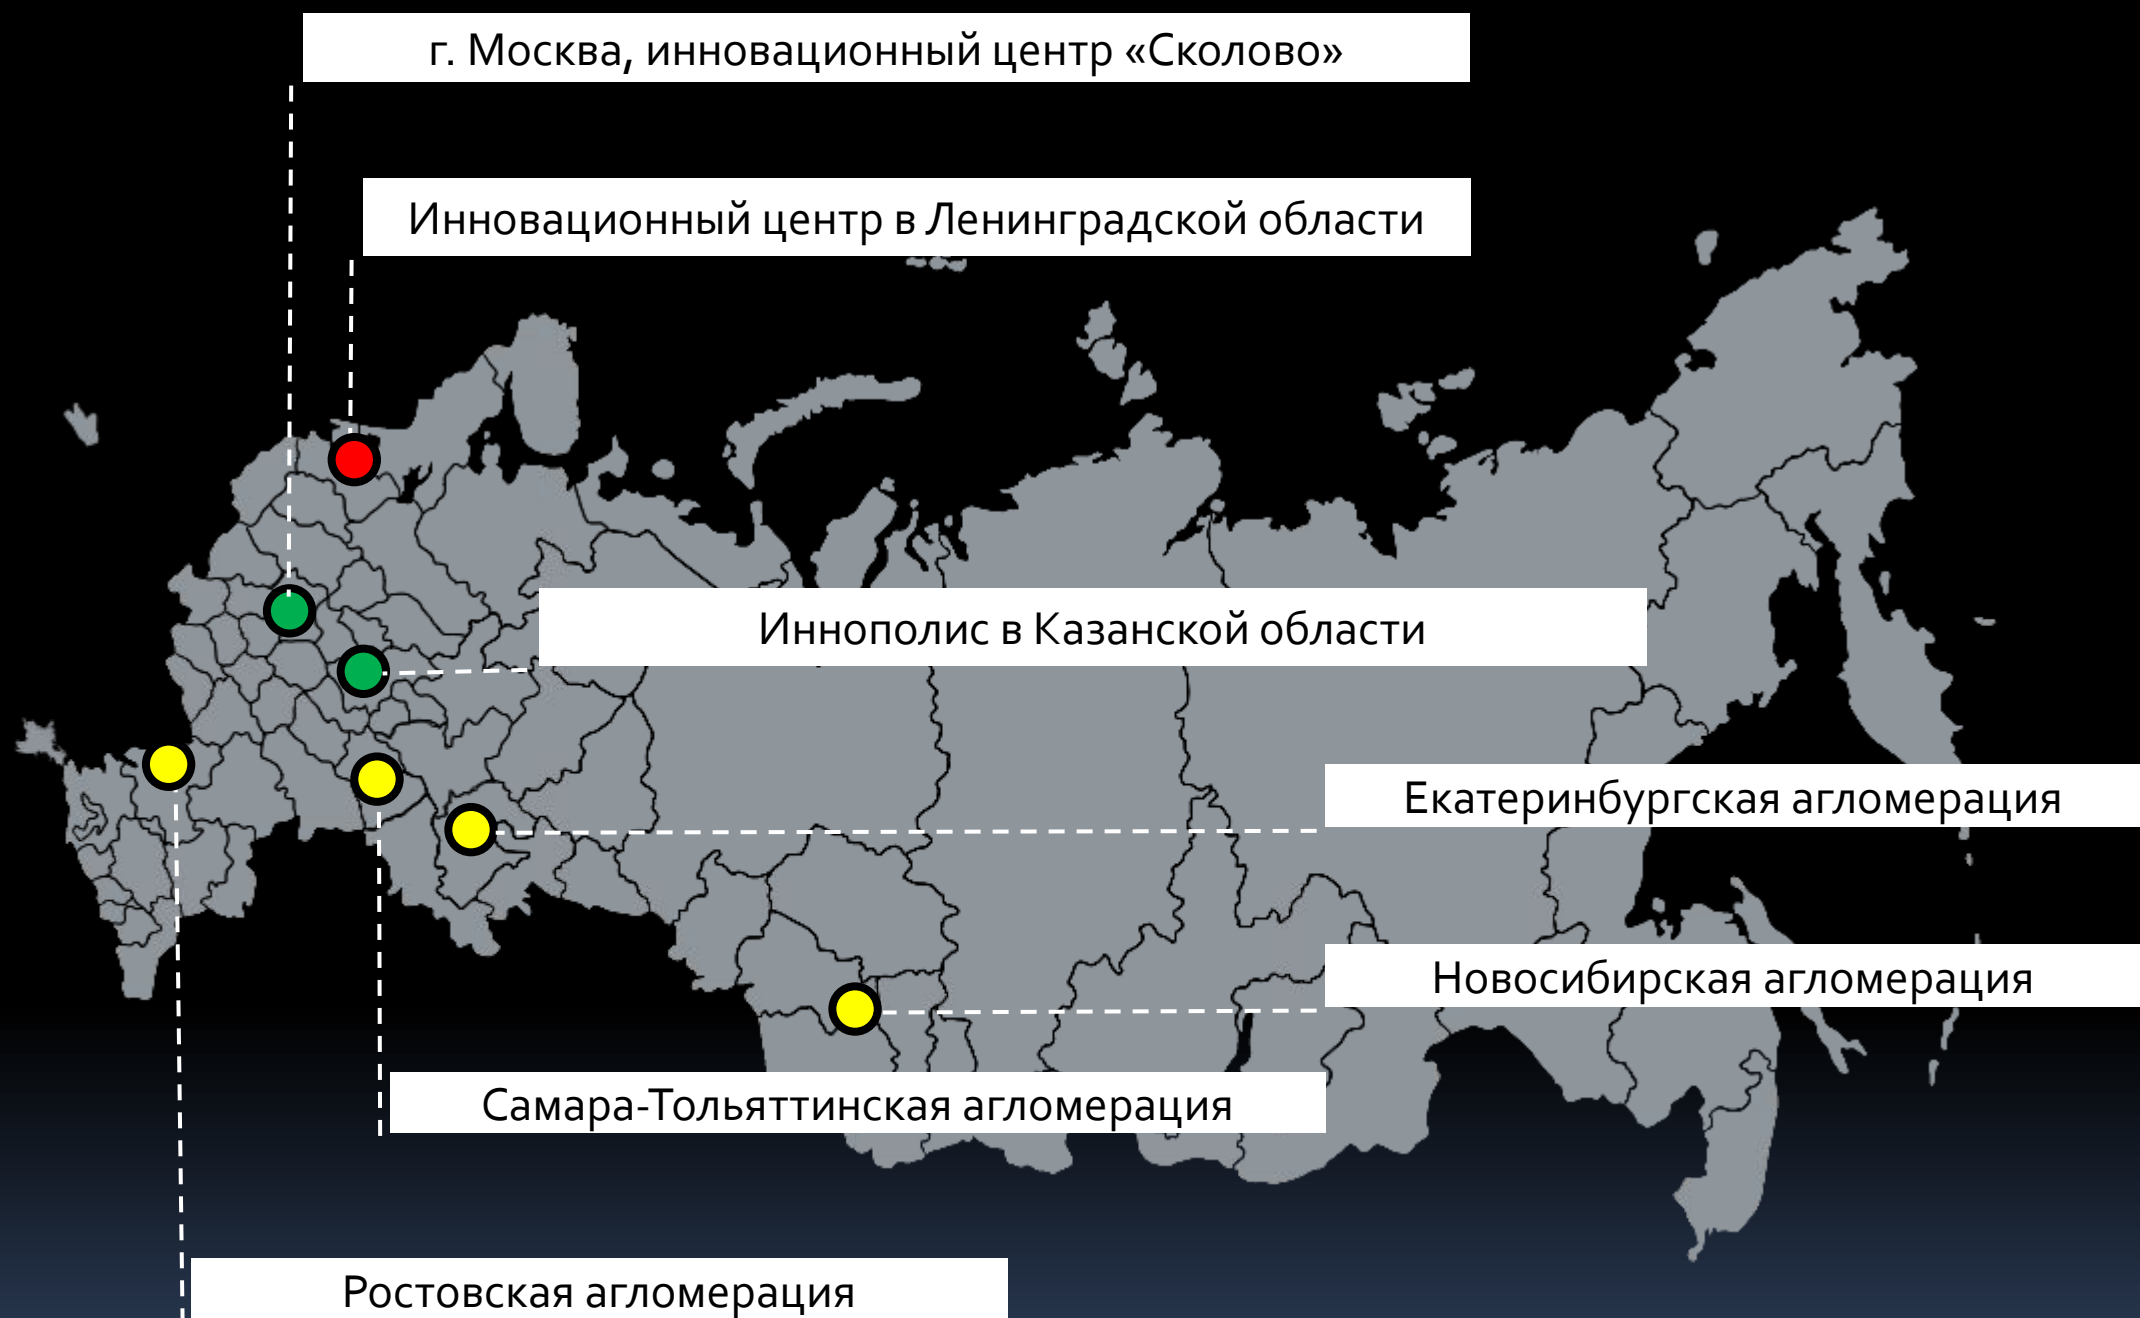 г. Москва, инновационный центр «Сколово»
Инновационный центр в Ленинградской области
Иннополис в Казанской области
Екатеринбургская агломерация
Новосибирская агломерация
Самара-Тольяттинская агломерация
Ростовская агломерация